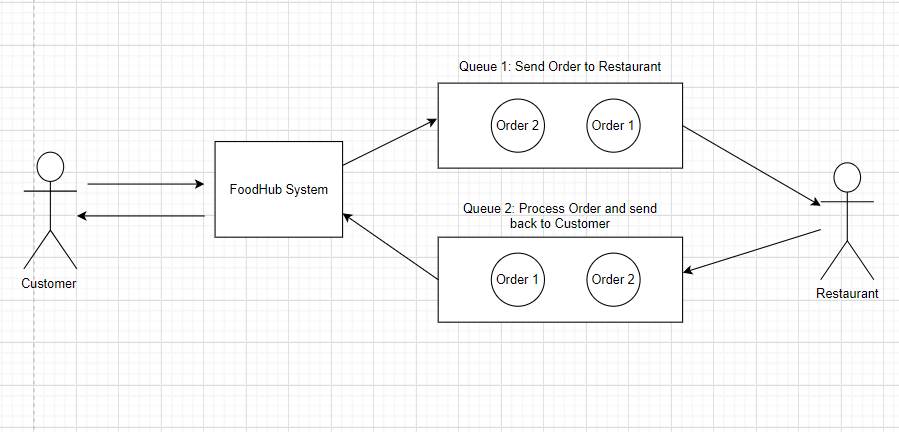 Queue 1: Send Order to Restaurant
Order 2
Order 1
FoodHub System
Queue 2: Process Order and send
back to Customer
Order 1
Order 2
Customer
Restaurant